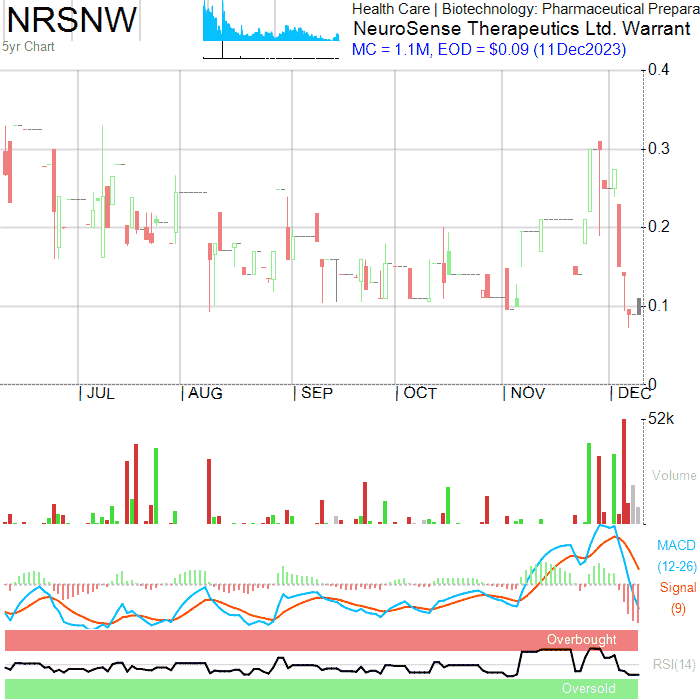 NRSNW
5yr Chart
Health Care | Biotechnology: Pharmaceutical Prepara
NeuroSense Therapeutics Ltd. Warrant
MC = 1.1M, EOD = $0.09 (11Dec2023)
0.4
0.3
0.2
0.1
0
| JUL | AUG | SEP | OCT | NOV | DEC
52k
Volume
MACD
(12-26)
Signal
(9)
Overbought
RSI(14)
Oversold